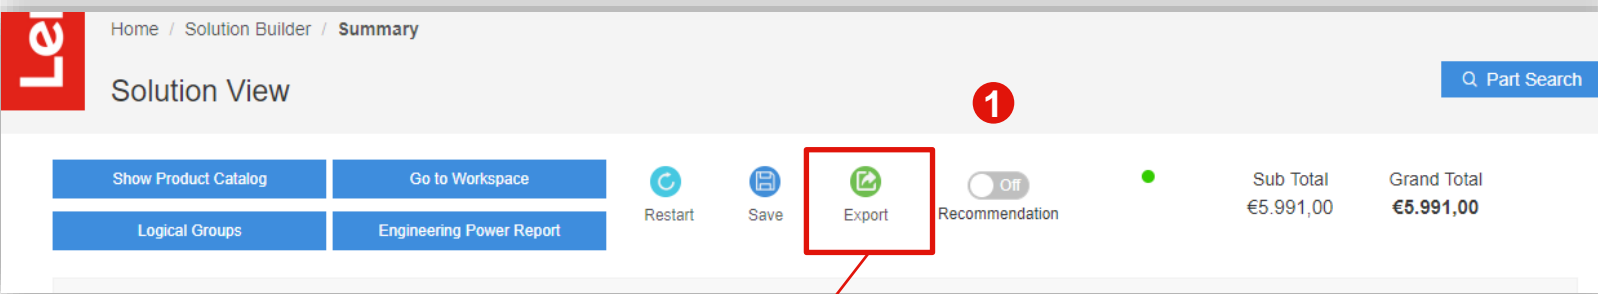 Le
Home / Solution Builder / Summary
Solution View
Part Search
1
Show Product Catalog
Go to Workspace
Logical Groups
Engineering Power Report
Restart
Save
Export
Off
Recommendation
Sub Total
€5.991,00
Grand Total
€5.991,00